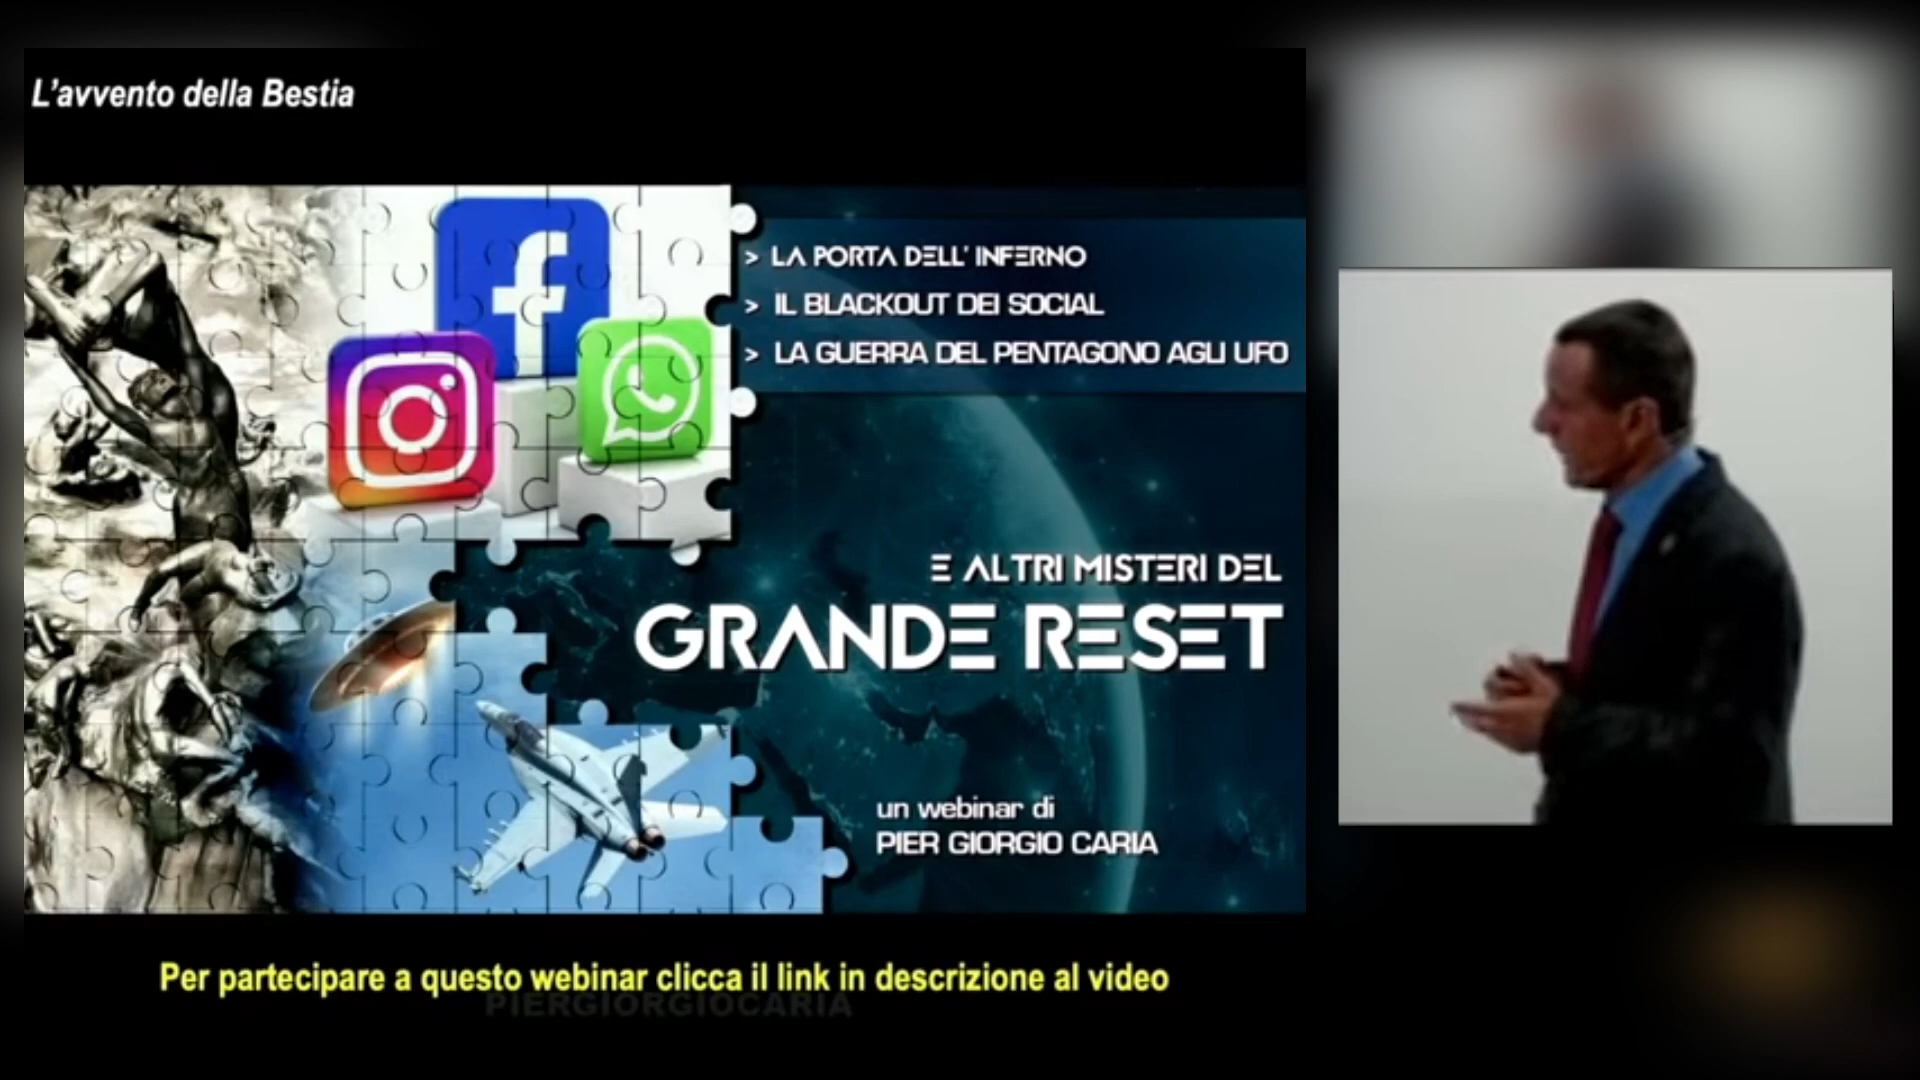 L'avvento della Bestia
> LA PORTA DELL' INFERNO
> IL BLACKOUT DEI SOCIAL
> LA GUERRA DEL PENTAGONO AGLI UFO
E ALTRI MISTERI DEL
GRANDE RESET
un webinar di
PIER GIORGIO CARIA
Per partecipare a questo webinar clicca il link in descrizione al video
PIERGIORGIOCARIA